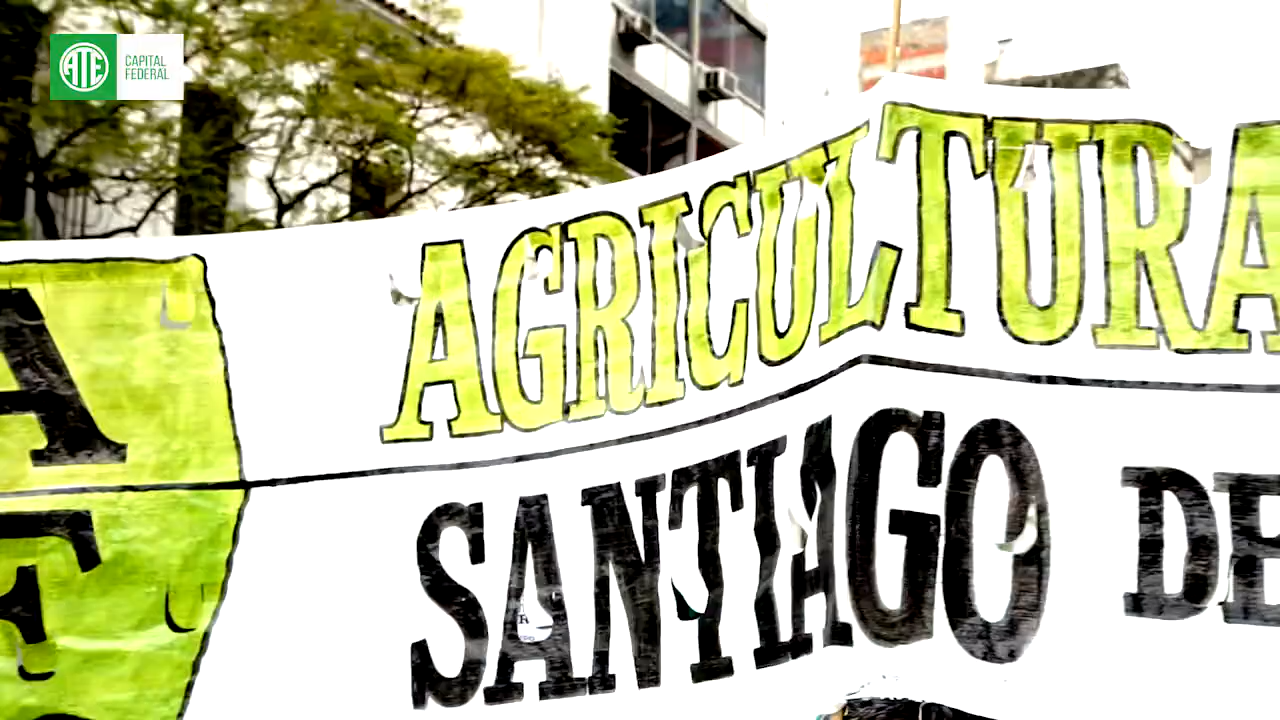 ATE
CAPITAL
FEDERAL
AGRICULTURA
SANTIAGO DE